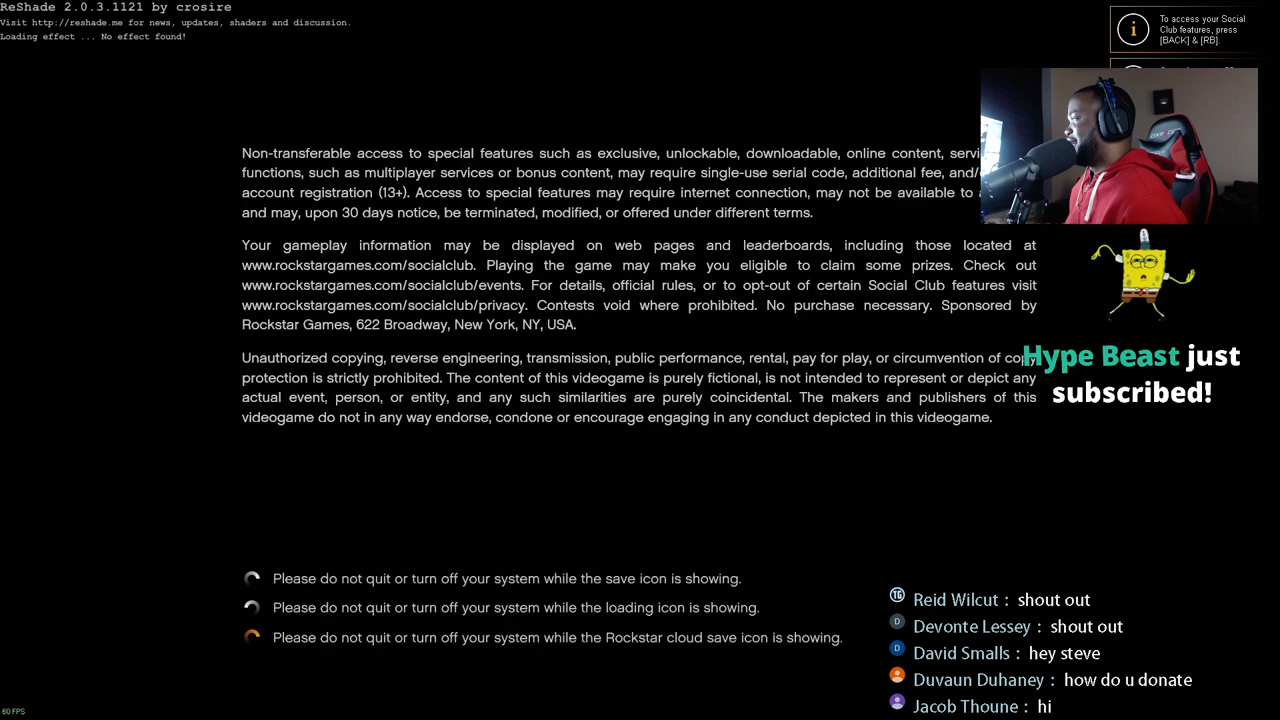 ReShade 2.0.3.1121 by crosire
Visit http://reshade.me for news, updates, shaders and discussion.
Loading effect ... No effect found!
To access your Social
Club features, press
[BACK] & [RB].
Non-transferable access to special features such as exclusive, unlockable, downloadable, online content,
functions, such as multiplayer services or bonus content, may require single-use serial code, additional fee,
account registration (13+). Access to special features may require internet connection, may not be available to
and may, upon 30 days notice, be terminated, modified, or offered under different terms.
Your gameplay information may be displayed on web pages and leaderboards, including those located at
www.rockstargames.com/socialclub. Playing the game may make you eligible to claim some prizes. Check out
www.rockstargames.com/socialclub/events. For details, official rules, or to opt-out of certain Social Club features visit
www.rockstargames.com/socialclub/privacy. Contests void where prohibited. No purchase necessary. Sponsored by
Rockstar Games, 622 Broadway, New York, NY, USA.
Unauthorized copying, reverse engineering, transmission, public performance, rental, pay for play, or circumvention of copy
protection is strictly prohibited. The content of this videogame is purely fictional, is not intended to represent or depict any
actual event, person, or entity, and any such similarities are purely coincidental. The makers and publishers of this
videogame do not in any way endorse, condone or encourage engaging in any conduct depicted in this videogame.
Hype Beast just
subscribed!
Please do not quit or turn off your system while the save icon is showing.
Please do not quit or turn off your system while the loading icon is showing.
Please do not quit or turn off your system while the Rockstar cloud save icon is showing.
TG Reid Wilcut : shout out
D Devonte Lessey : shout out
D David Smalls : hey steve
Duvaun Duhaney : how do u donate
Jacob Thoune : hi
60 FPS